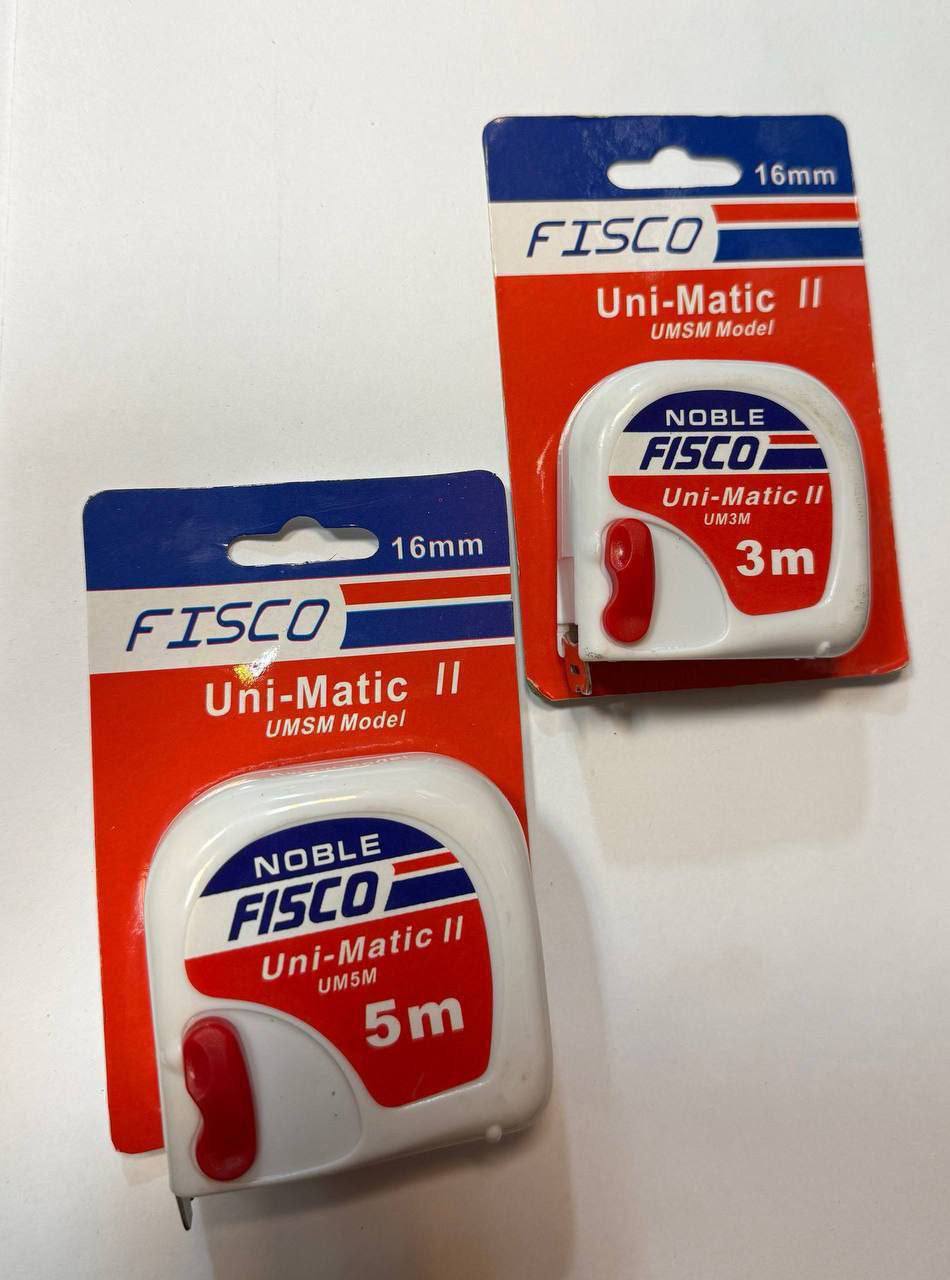 16mm
FISCO
Uni-Matic II
UMSM Model
NOBLE
FISCO
Uni-Matic II
UM3M
3m
16mm
FISCO
Uni-Matic II
UMSM Model
NOBLE
FISCO
Uni-Matic II
UM5M
5m